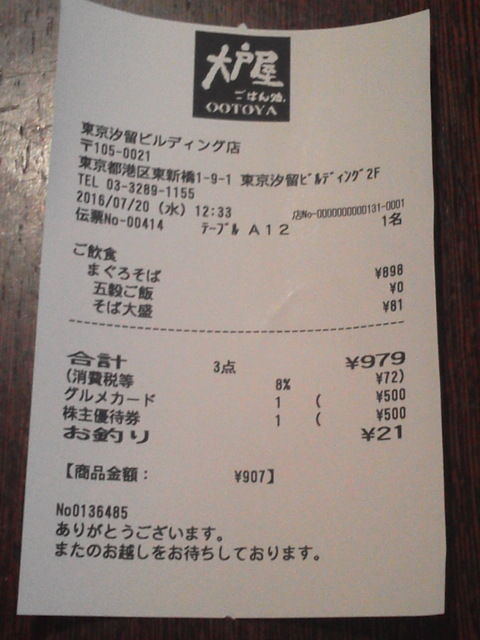 大戸屋
ごはん処
OOTOYA
東京汐留ビルディング店
〒105-0021
東京都港区東新橋1-9-1 東京汐留ﾋﾞﾙﾃﾞｨﾝｸﾞ2F
TEL 03-3289-1155
2016/07/20 (水) 12:33 店No-0000000000131-0001
伝票No-00414 ﾃｰﾌﾞﾙ A12 1名
ご飲食
まぐろそば ¥898
五穀ご飯 ¥0
そば大盛 ¥81
合計 3点 ¥979
(消費税等 8% ¥72)
グルメカード 1 ( ¥500
株主優待券 1 ( ¥500
お釣り ¥21
【商品金額: ¥907】
No0136485
ありがとうございます。
またのお越しをお待ちしております。